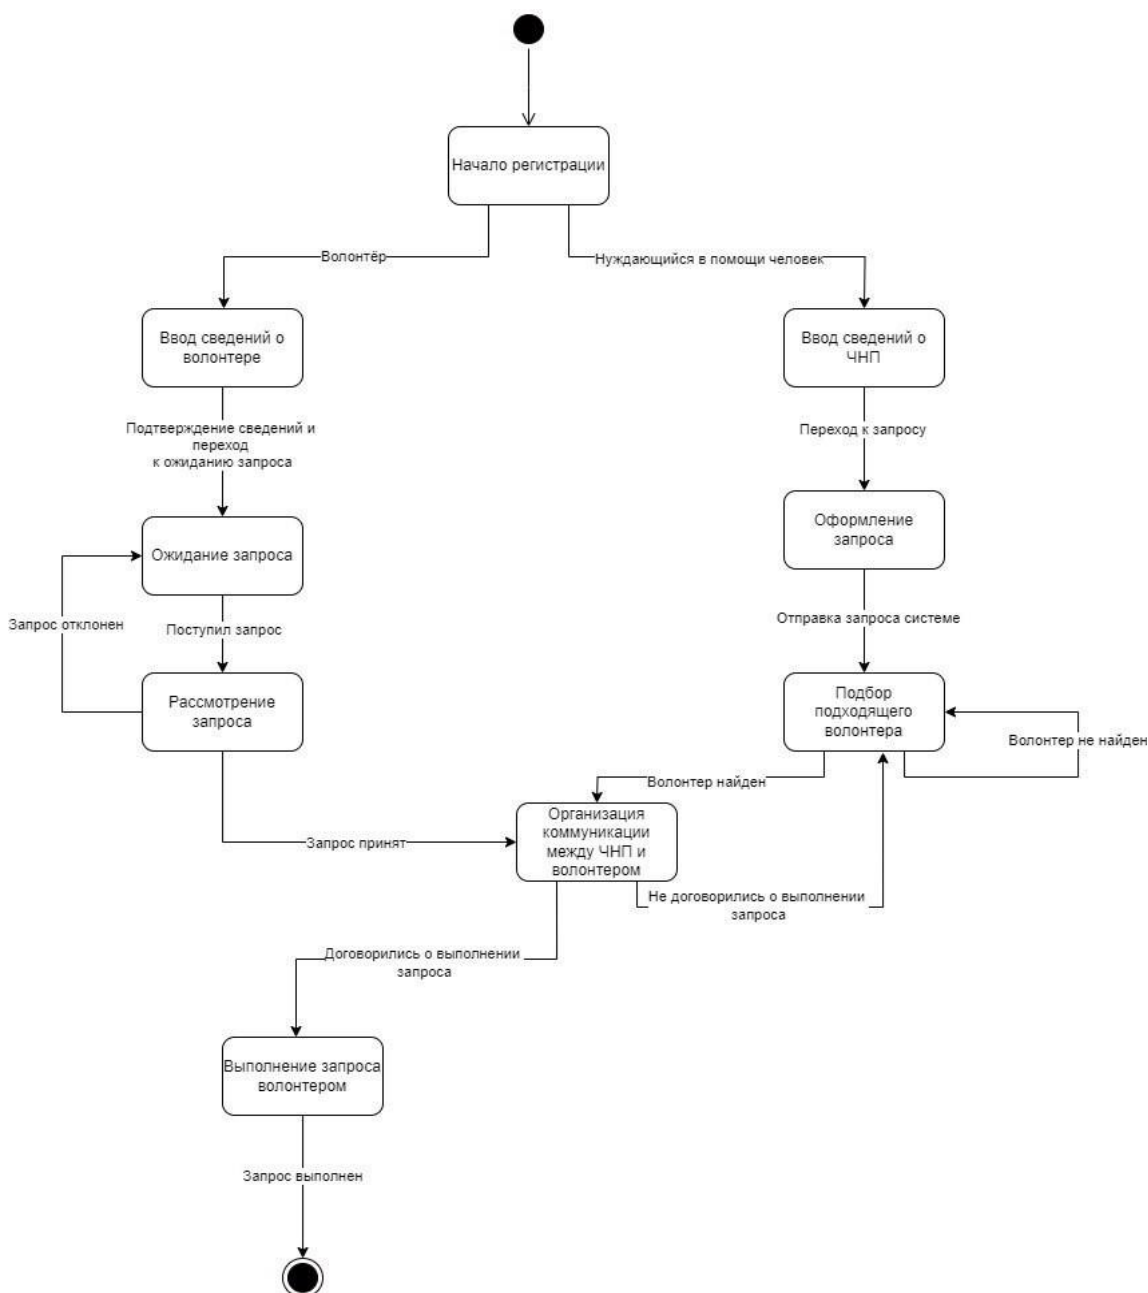 Начало регистрации
Волонтёр
Нуждающийся в помощи человек
Ввод сведений о
волонтере
Ввод сведений о
ЧНП
Подтверждение сведений и
переход
к ожиданию запроса
Переход к запросу
Ожидание запроса
Оформление
запроса
Запрос отклонен
Поступил запрос
Отправка запроса системе
Рассмотрение
запроса
Подбор
подходящего
волонтера
Волонтер не найден
Волонтер найден
Организация
коммуникации
между ЧНП и
волонтером
Запрос принят
Не договорились о выполнении
запроса
Договорились о выполнении
запроса
Выполнение запроса
волонтером
Запрос выполнен